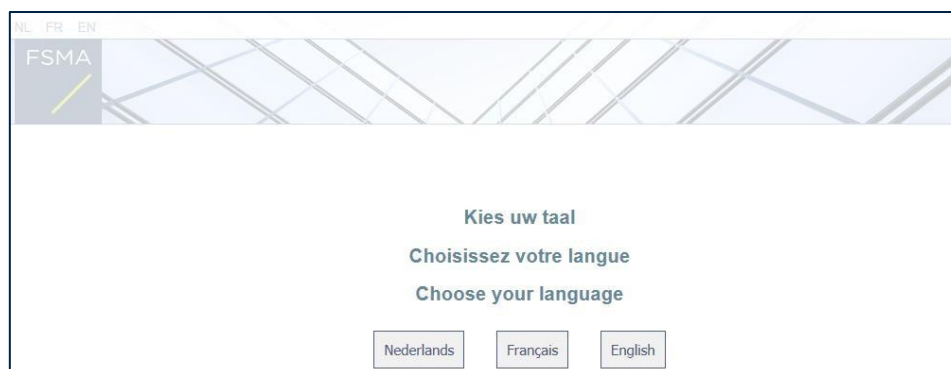 NL FR EN
FSMA
Kies uw taal
Choisissez votre langue
Choose your language
Nederlands Français English